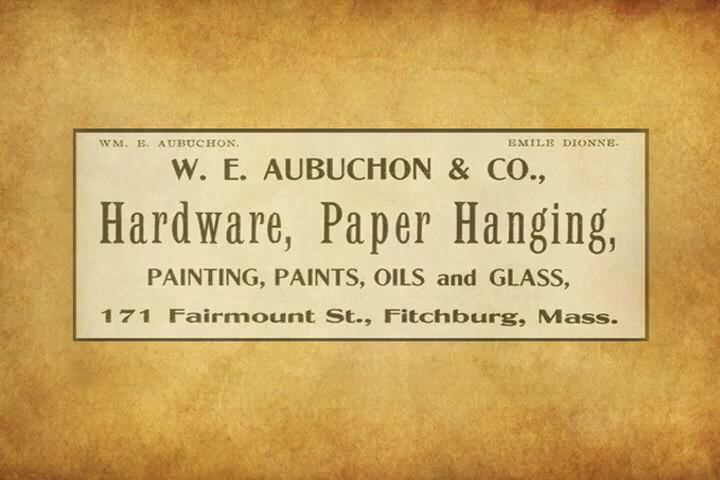 WM. E. AUBUCHON. EMILE DIONNE.
W. E. AUBUCHON & CO.,
Hardware, Paper Hanging,
PAINTING, PAINTS, OILS and GLASS,
171 Fairmount St., Fitchburg, Mass.